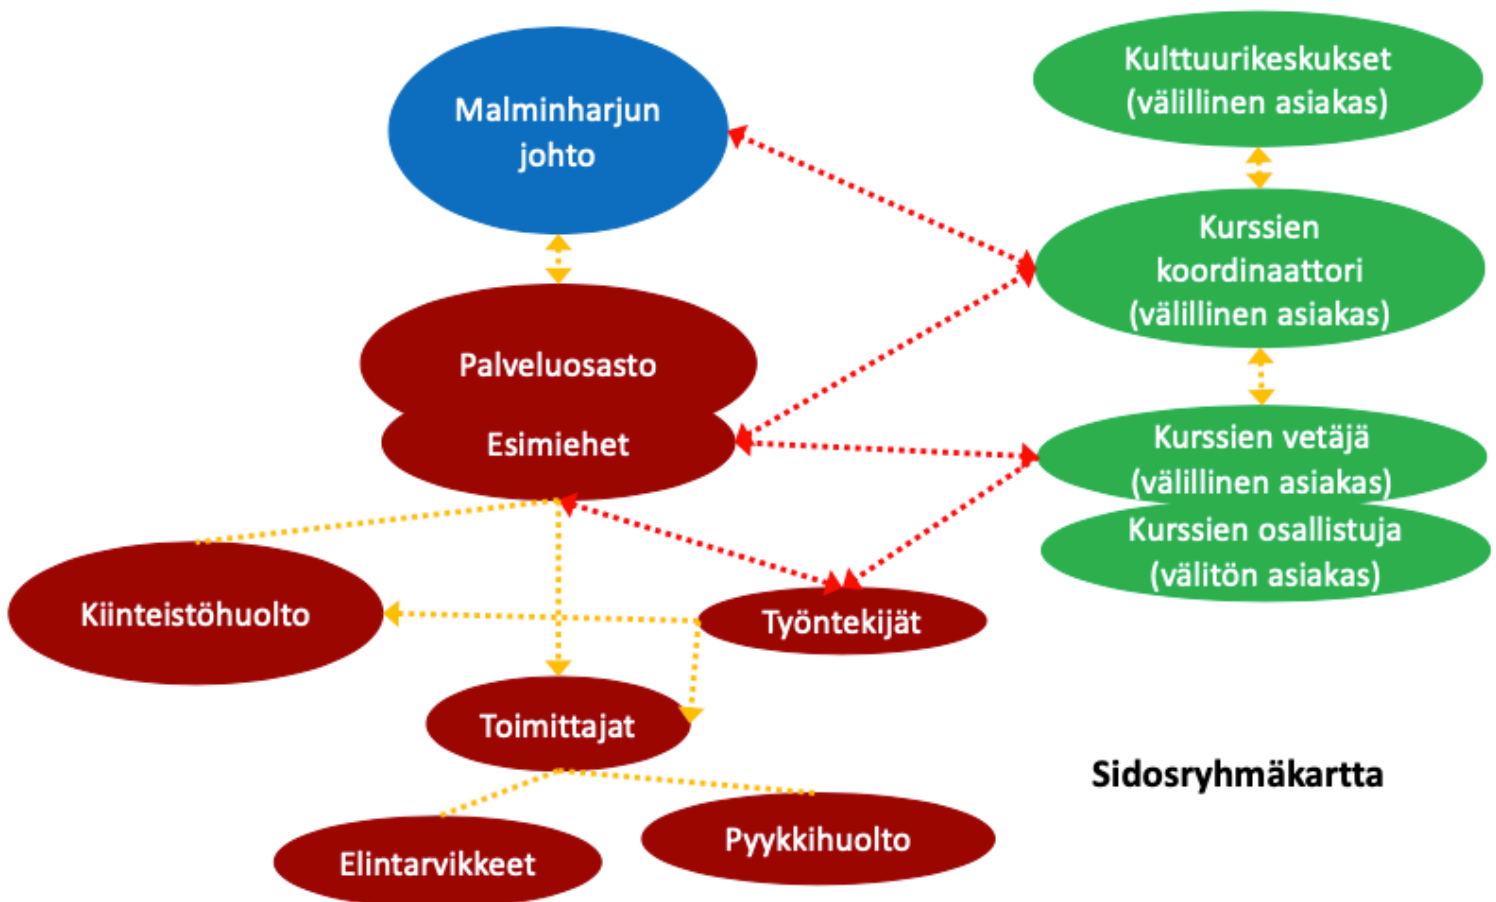 Malminharjun
johto
Kulttuurikeskukset
(välillinen asiakas)
Kurssien
koordinaattori
(välillinen asiakas)
Palveluosasto
Esimiehet
Kurssien vetäjä
(välillinen asiakas)
Kurssien osallistuja
(välitön asiakas)
Kiinteistöhuolto
Työntekijät
Toimittajat
Sidosryhmäkartta
Elintarvikkeet
Pyykkihuolto